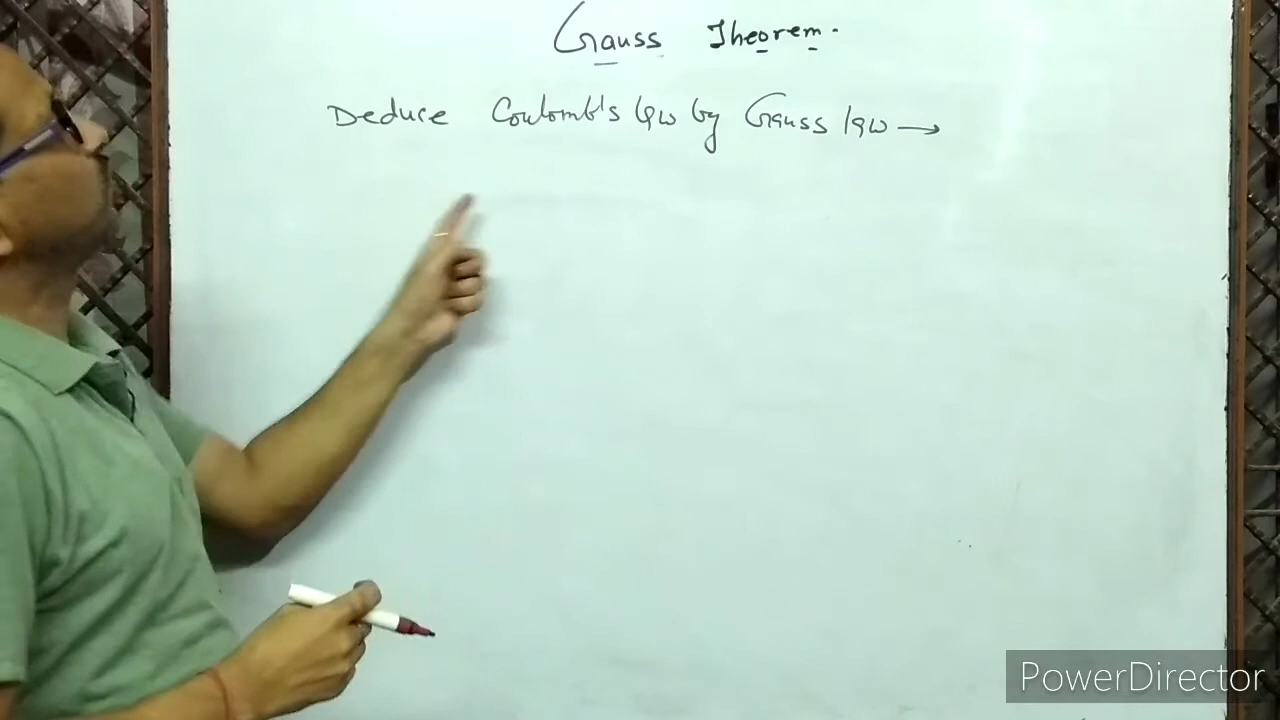 Gauss Theorem.
Deduce Coulomb's law by Gauss law →
PowerDirector